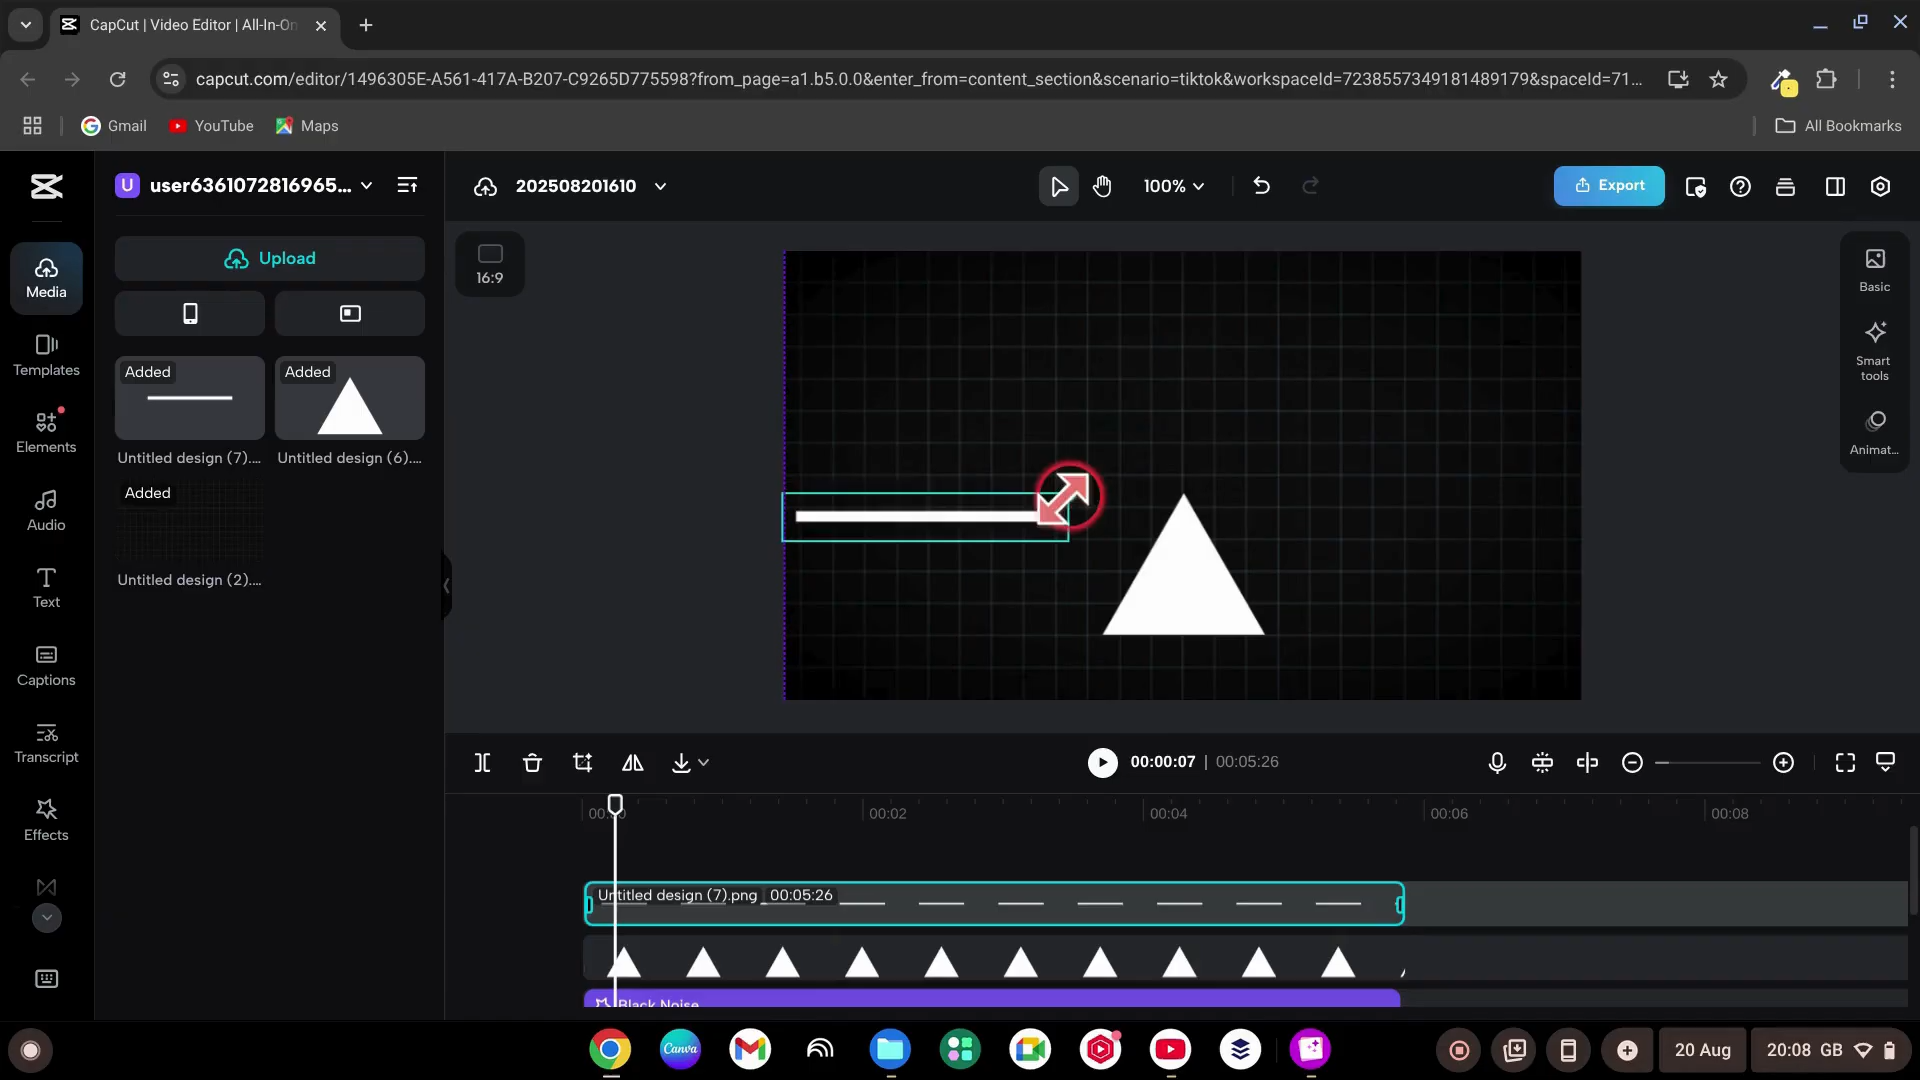 CapCut | Video Editor | All-In-On
capcut.com/editor/1496305E-A561-417A-B207-C9265D775598?from_page=a1.b5.0.0&enter_from=content_section&scenario=tiktok&workspaceId=7238557349181489179&spaceId=71...
Gmail
YouTube
Maps
All Bookmarks
U
user6361072816965...
202508201610
100%
Export
Upload
16:9
Media
Templates
Elements
Audio
Text
Captions
Transcript
Effects
Added
Added
Untitled design (7)....
Untitled design (6)....
Added
Untitled design (2)....
Basic
Smart
tools
Animat...
00:00:07 | 00:05:26
00:02
00:04
00:06
00:08
Untitled design (7).png 00:05:26
Black Noise
Canva
20 Aug
20:08 GB